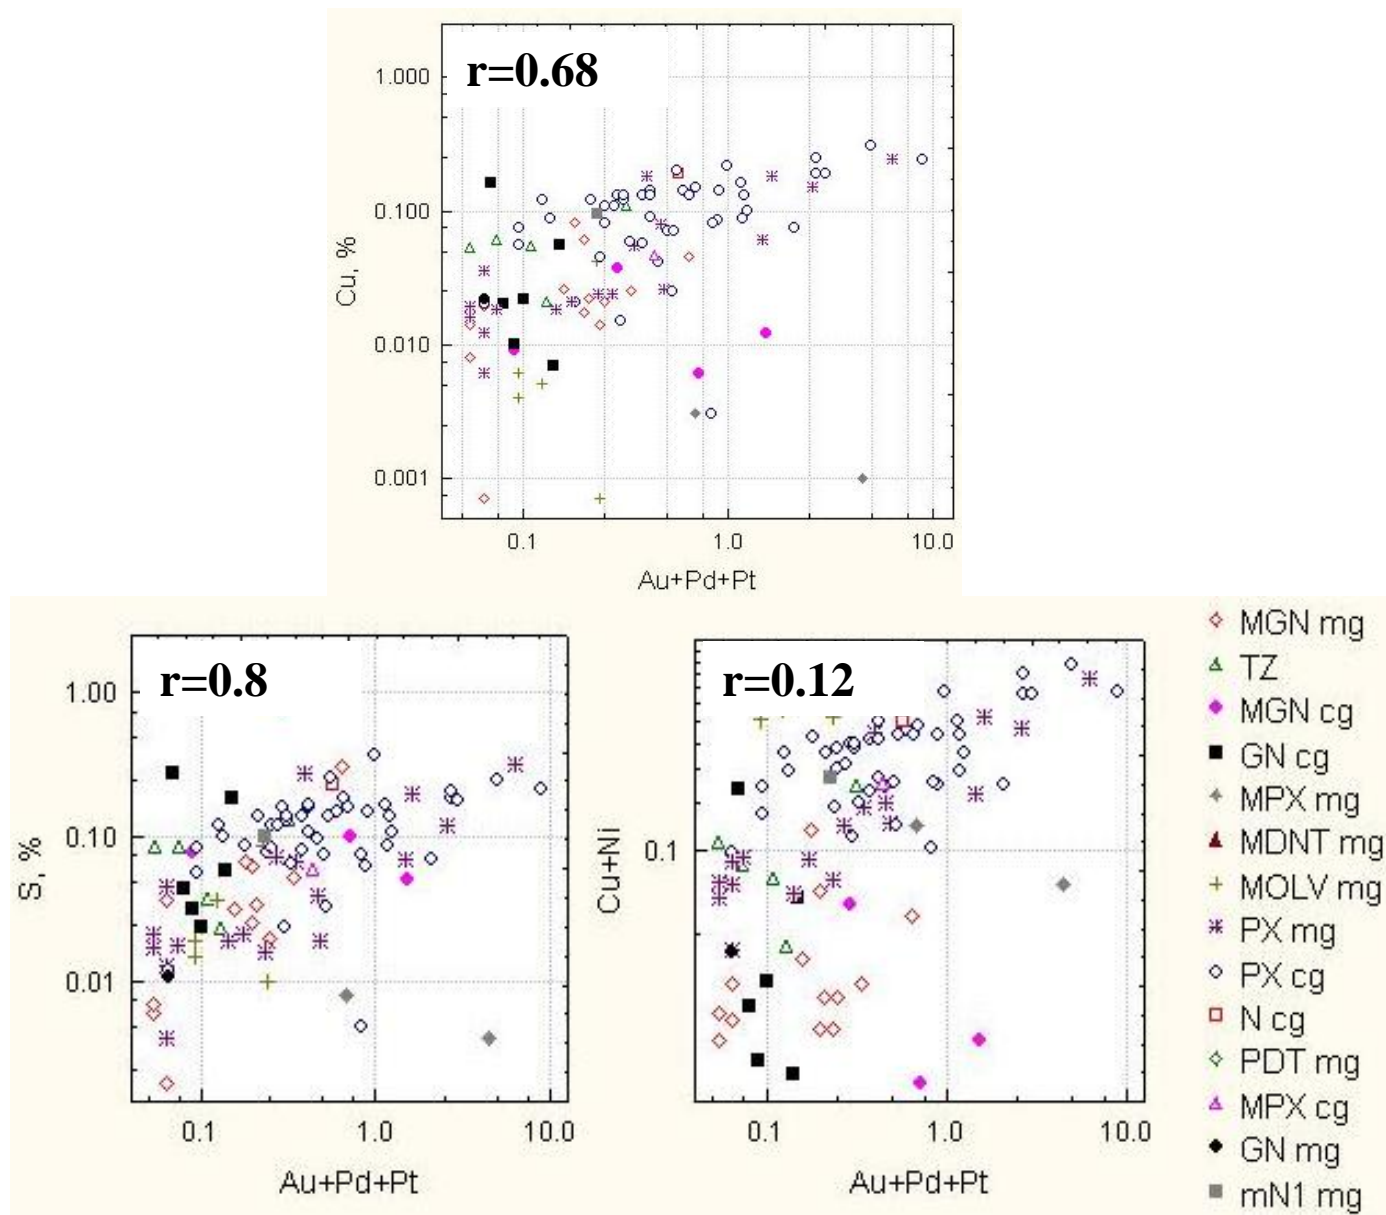 r=0.68
1.000
0.100
0.010
0.001
Cu, %
0.1 1.0 10.0
Au+Pd+Pt
r=0.8
1.00
0.10
0.01
S, %
0.1 1.0 10.0
Au+Pd+Pt
r=0.12
0.1
Cu+Ni
0.1 1.0 10.0
Au+Pd+Pt
MGN mg
TZ
MGN cg
GN cg
MPX mg
MDNT mg
MOLV mg
PX mg
PX cg
N cg
PDT mg
MPX cg
GN mg
mN1 mg